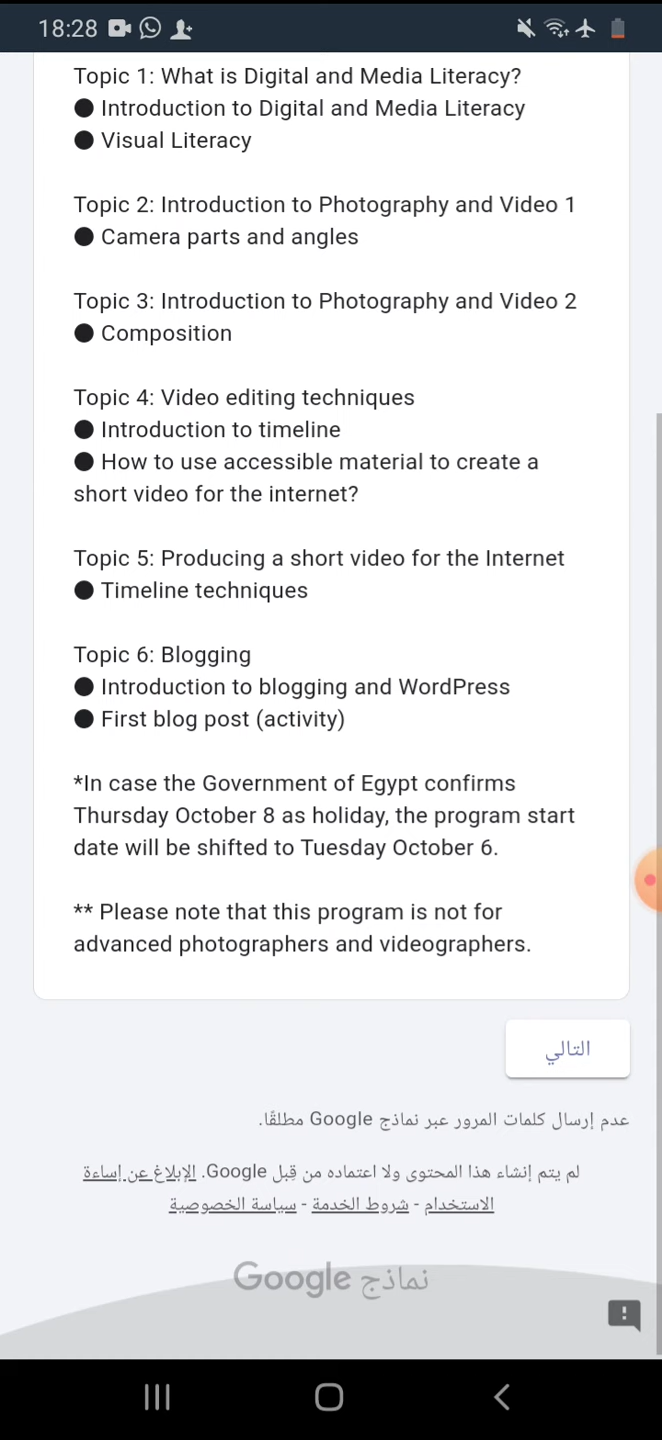 18:28
Topic 1: What is Digital and Media Literacy?
● Introduction to Digital and Media Literacy
● Visual Literacy
Topic 2: Introduction to Photography and Video 1
● Camera parts and angles
Topic 3: Introduction to Photography and Video 2
● Composition
Topic 4: Video editing techniques
● Introduction to timeline
● How to use accessible material to create a
short video for the internet?
Topic 5: Producing a short video for the Internet
● Timeline techniques
Topic 6: Blogging
● Introduction to blogging and WordPress
● First blog post (activity)
*In case the Government of Egypt confirms
Thursday October 8 as holiday, the program start
date will be shifted to Tuesday October 6.
** Please note that this program is not for
advanced photographers and videographers.
التالي
عدم إرسال كلمات المرور عبر نماذج Google مطلقًا.
لم يتم إنشاء هذا المحتوى ولا اعتماده من قِبل Google. الإبلاغ عن إساءة
الاستخدام - شروط الخدمة - سياسة الخصوصية
نماذج Google